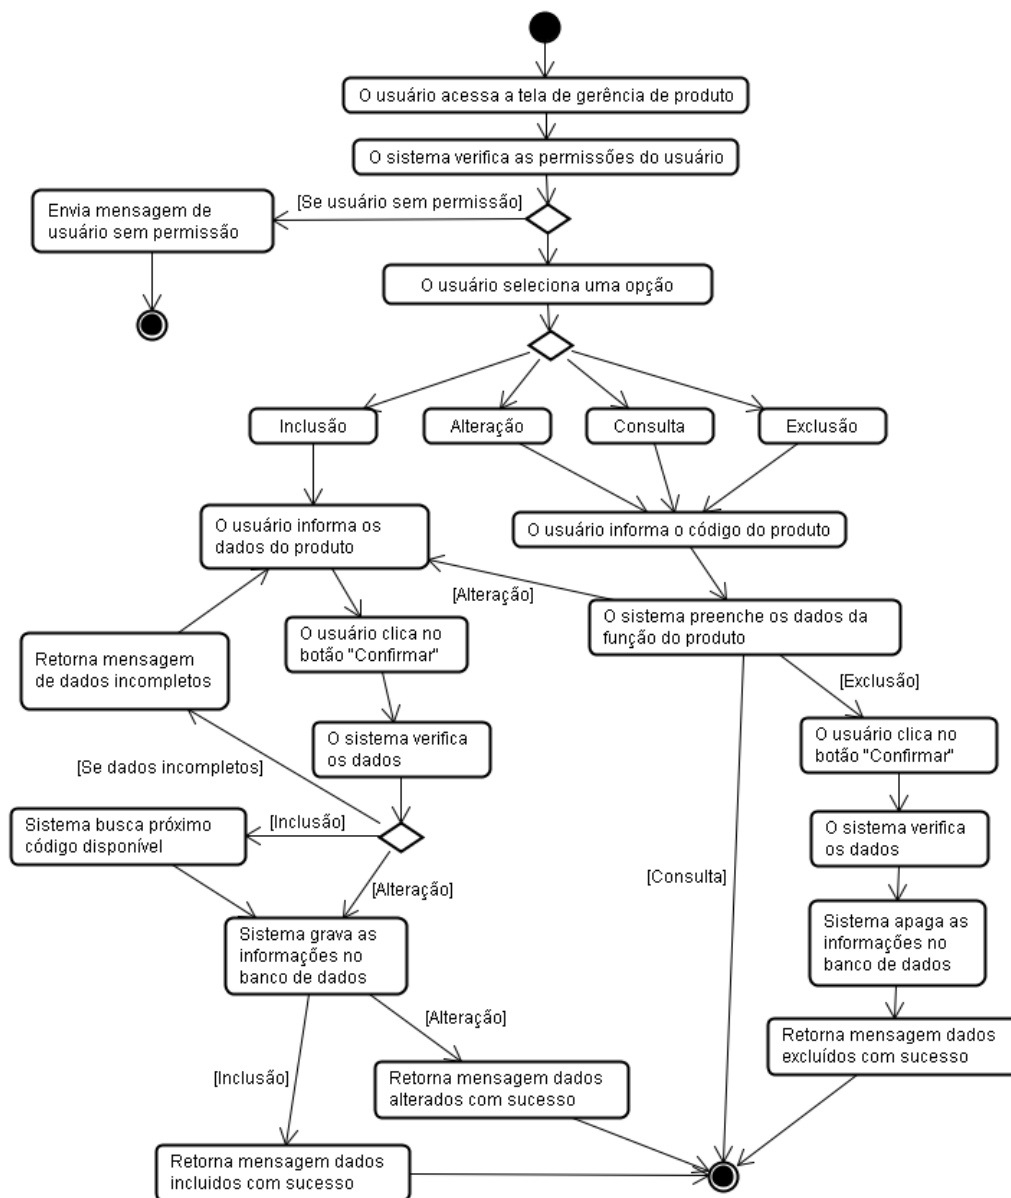 O usuário acessa a tela de gerência de produto
O sistema verifica as permissões do usuário
[Se usuário sem permissão]
Envia mensagem de
usuário sem permissão
O usuário seleciona uma opção
Inclusão
Alteração
Consulta
Exclusão
O usuário informa os
dados do produto
O usuário informa o código do produto
[Alteração]
O sistema preenche os dados da
função do produto
O usuário clica no
botão "Confirmar"
Retorna mensagem
de dados incompletos
[Exclusão]
O usuário clica no
botão "Confirmar"
O sistema verifica
os dados
[Se dados incompletos]
Sistema busca próximo
código disponível
[Inclusão]
O sistema verifica
os dados
[Alteração]
[Consulta]
Sistema grava as
informações no
banco de dados
Sistema apaga as
informações no
banco de dados
[Alteração]
Retorna mensagem dados
excluídos com sucesso
[Inclusão]
Retorna mensagem dados
alterados com sucesso
Retorna mensagem dados
incluidos com sucesso